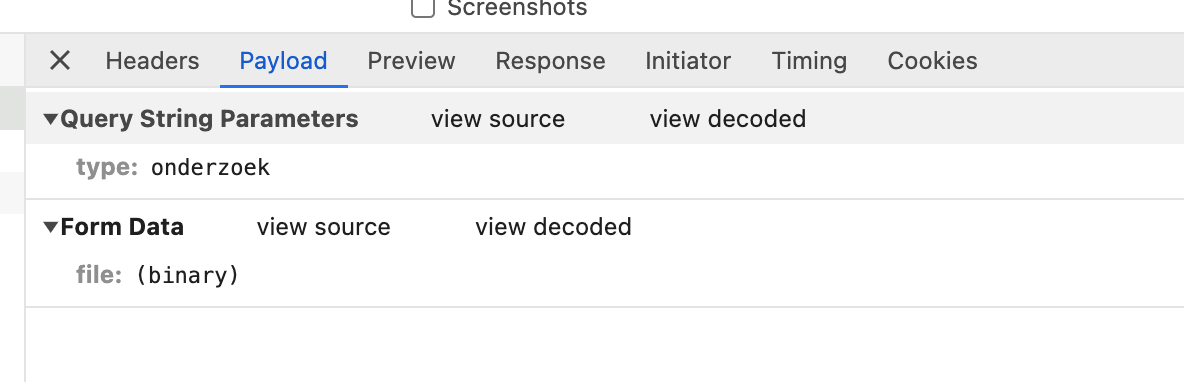 Screenshots
Headers Payload Preview Response Initiator Timing Cookies
▼Query String Parameters view source view decoded
type: onderzoek
▼Form Data view source view decoded
file: (binary)